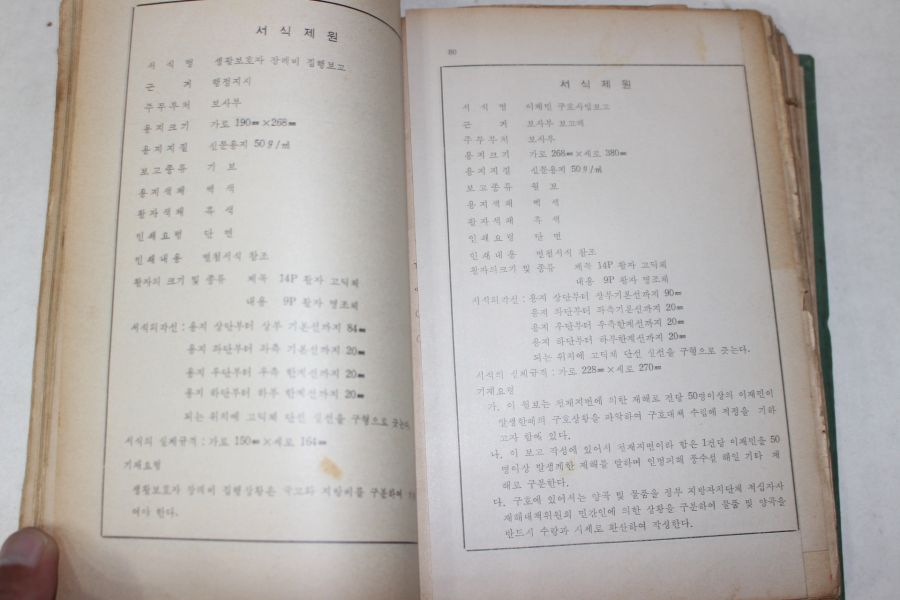 서 식 제 원
서 식 명 생활보호자 장례비 집행보고
근 거 행정지시
주무부처 보사부
용지크기 가로 190㎜×268㎜
용지지질 신문용지 50g/㎡
보고종류 기 보
용지색채 백 색
활자색채 흑 색
인쇄요령 단 면
인쇄내용 별첨서식 참조
활자의 크기 및 종류 제목 14P 활자 고딕체
내용 9P 활자 명조체
서식의각선 : 용지 상단부터 상부 기본선까지 84㎜
용지 좌단부터 좌측 기본선까지 20㎜
용지 우단부터 우측 한계선까지 20㎜
용지 하단부터 하부 한계선까지 20㎜
되는 위치에 고딕체 단선 실선을 구형으로 긋는다.
서식의 실체규격 : 가로 150㎜×세로 164㎜
기재요령
생활보호자 장례비 집행상황은 국고와 지방비를 구분하여
여야 한다.
80
서 식 제 원
서 식 명 이재민 구호사업보고
근 거 보사부 보고예
주무부처 보사부
용지크기 가로 268㎜×세로 380㎜
용지지질 신문용지 50g/㎡
보고종류 월 보
용지색채 백 색
활자색채 흑 색
인쇄요령 단 면
인쇄내용 별첨서식 참조
활자의크기 및 종류 제목 14P 활자 고딕체
내용 9P 활자 명조체
서식의각선 : 용지 상단부터 상부기본선까지 90㎜
용지 좌단부터 좌측기본선까지 20㎜
용지 우단부터 우측한계선까지 20㎜
용지 하단부터 하부한계선까지 20㎜
되는 위치에 고딕체 단선 실선을 구형으로 긋는다.
서식의 실체규격 : 가로 228㎜×세로 270㎜
기재요령
가. 이 월보는 천재지변에 의한 재해로 건당 50명이상의 이재민이
발생한때의 구호상황을 파악하여 구호대책 수립에 적정을 기하
고자 함에 있다.
나. 이 보고 작성에 있어서 천재지변이라 함은 1건당 이재민을 50
명이상 발생케한 재해를 말하며 인명피해 풍수설 해일 기타 재
해로 구분한다.
다. 구호에 있어서는 양곡 및 물품을 정부 지방자치단체 적십자사
재해대책위원회 민간인에 의한 상황을 구분하여 물품 및 양곡을
반드시 수량과 시세로 환산하여 작성한다.